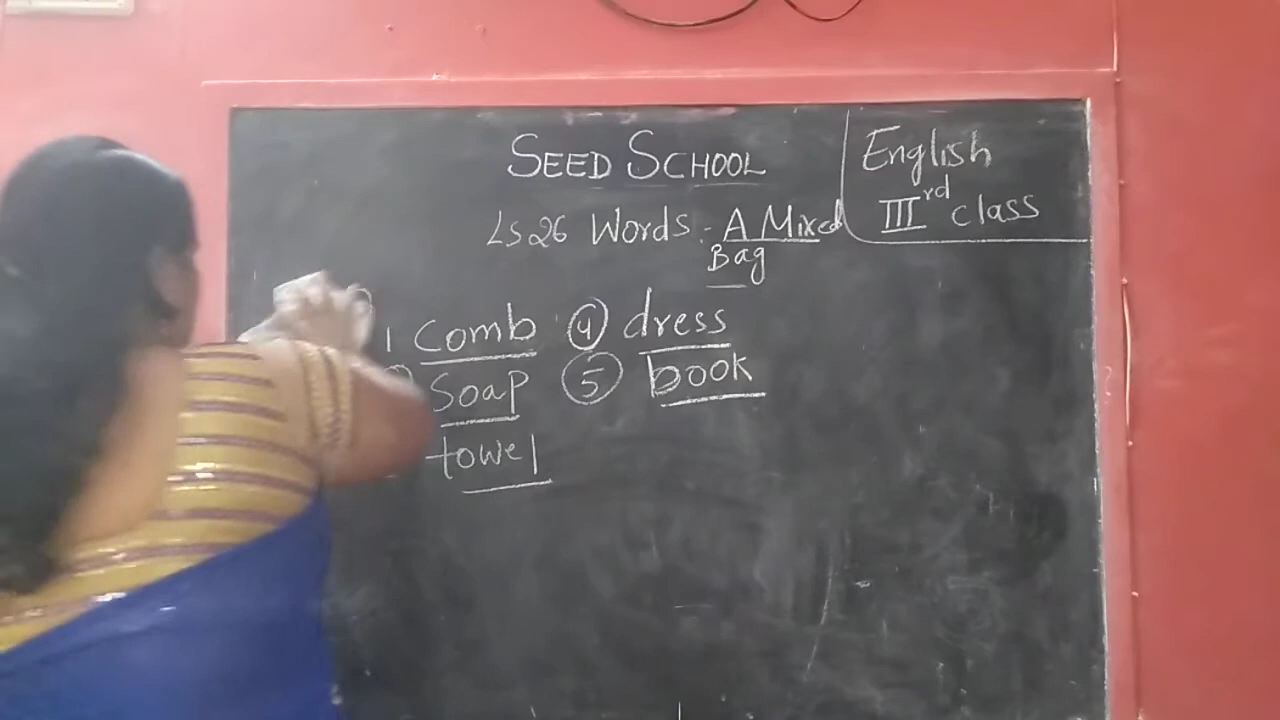 SEED SCHOOL
English
IIIrd class
Ls 26 Words :- A Mixed
Bag
1 Comb 4 dress
Soap 5 book
towel